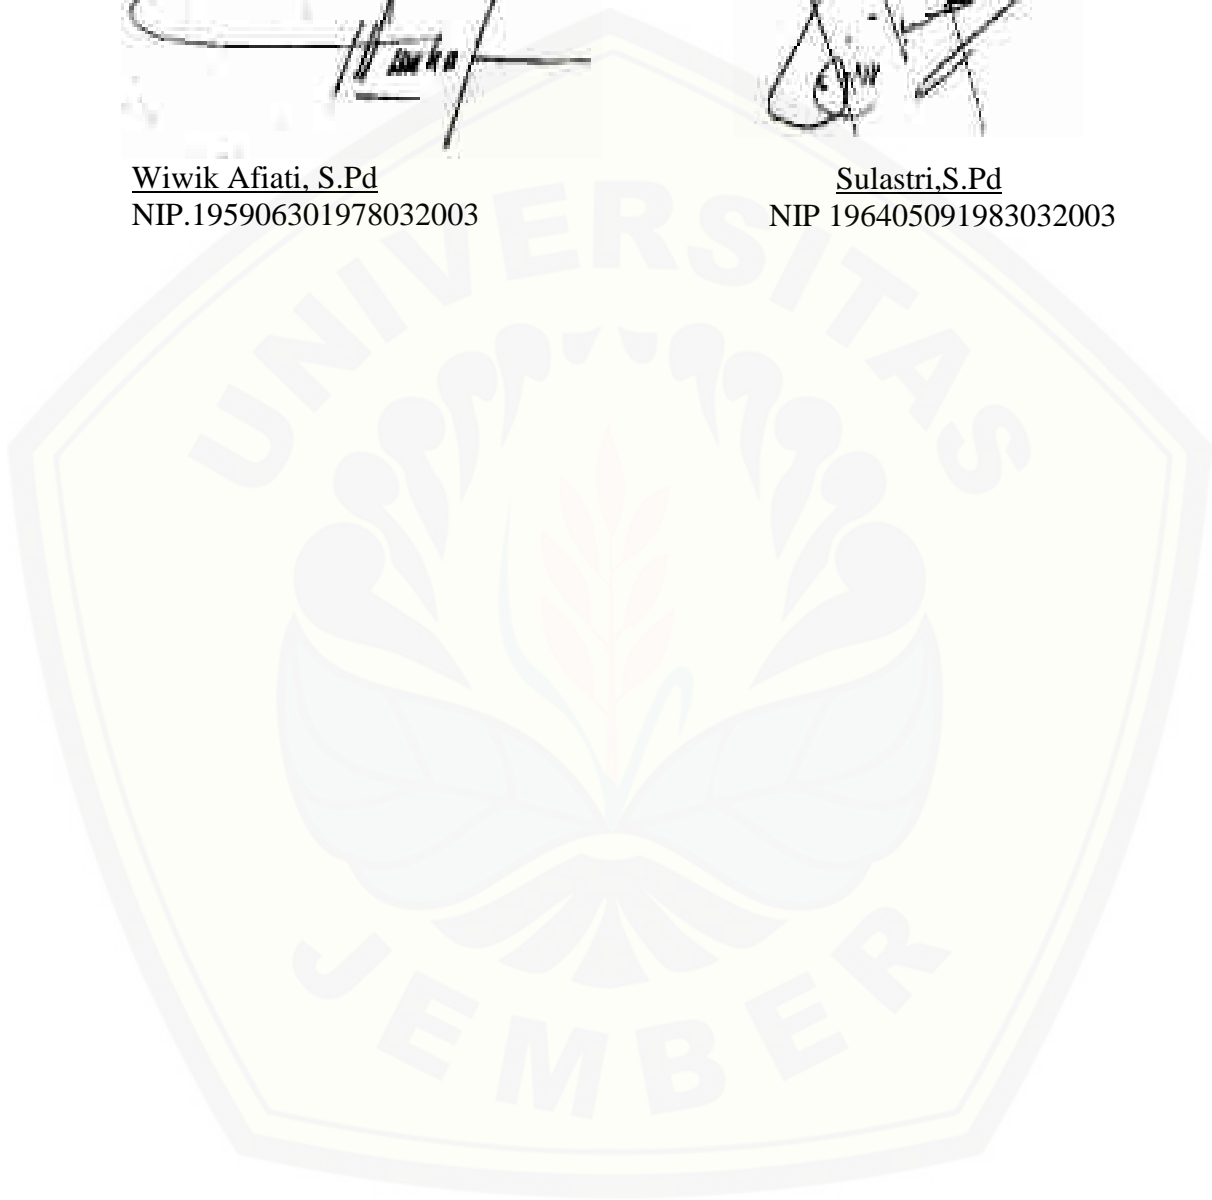 Wiwik Afiati, S.Pd
NIP.195906301978032003
Sulastri,S.Pd
NIP 196405091983032003
UNIVERSITAS
JEMBER